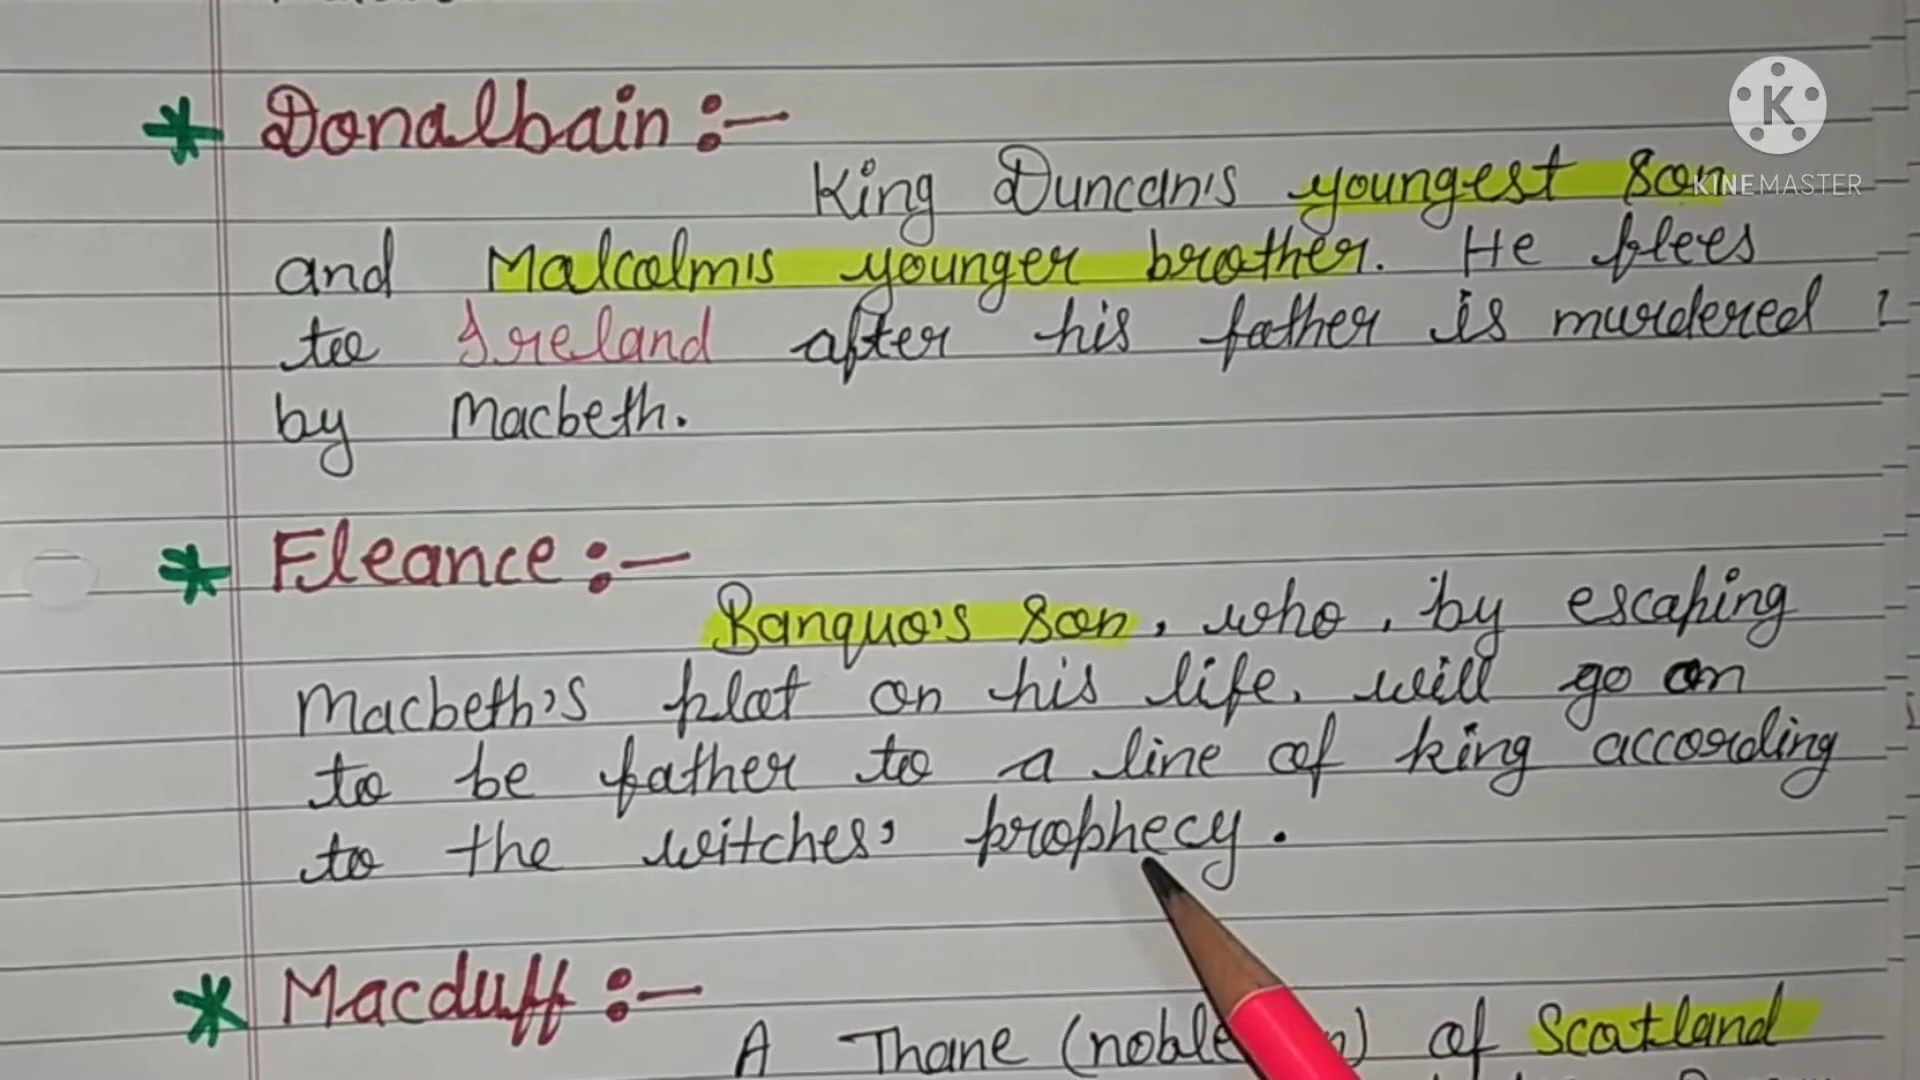 * Donalbain :-
King Duncan's youngest son
KINEMASTER
and Malcolm's younger brother. He flees
to Ireland after his father is murdered
by Macbeth.
* Fleance :-
Banquo's son, who, by escaping
Macbeth's plot on his life, will go on
to be father to a line of king according
to the witches' prophecy.
* Macduff :-
A Thane (noble of Scotland